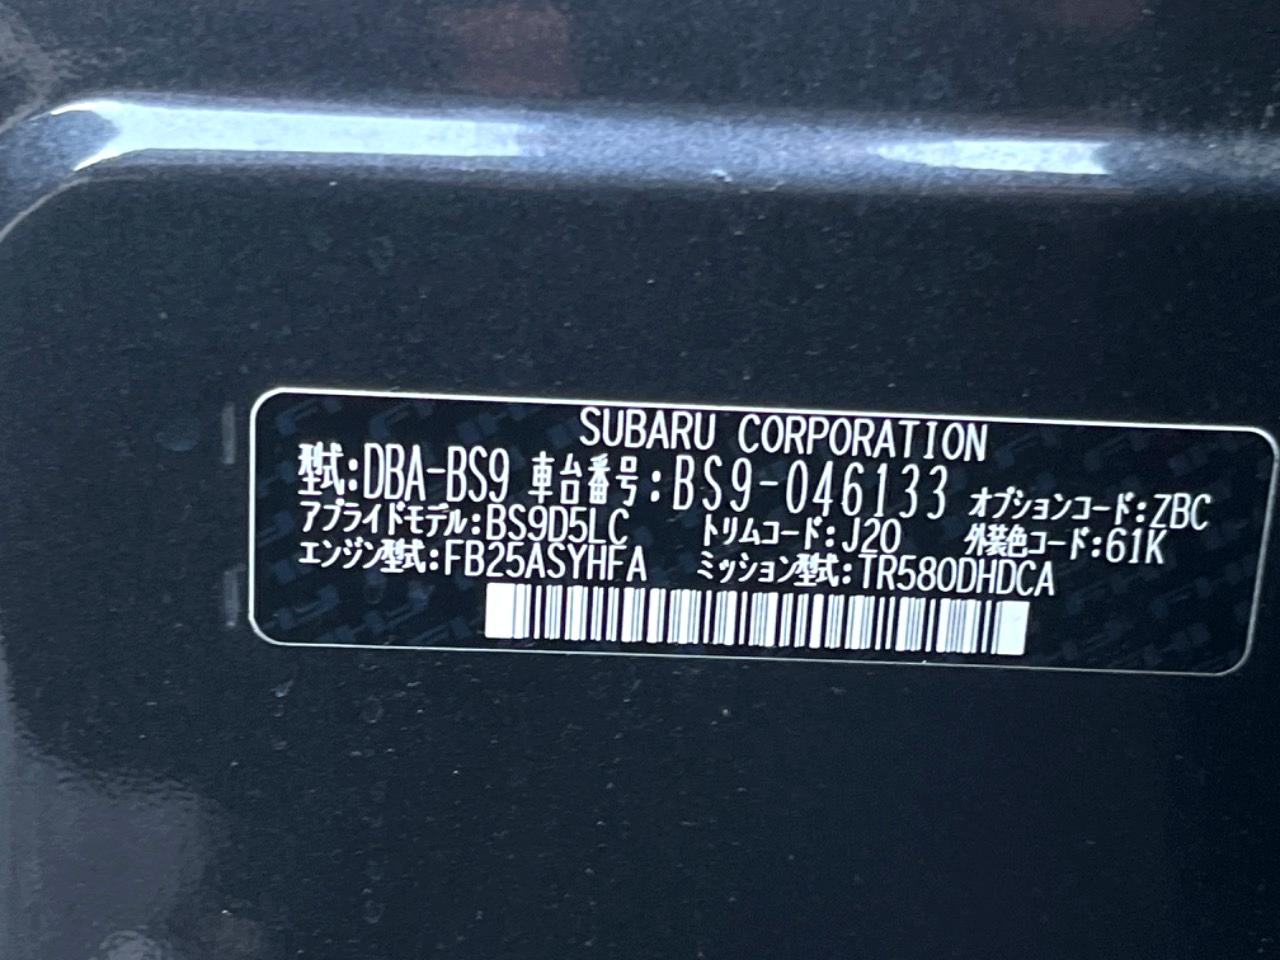 SUBARU CORPORATION
型式:DBA-BS9 車台番号:BS9-046133 オプションコード:ZBC
アプライドモデル:BS9D5LC トリムコード:J20 外装色コード:61K
エンジン型式:FB25ASYHFA ミッション型式:TR580DHDCA